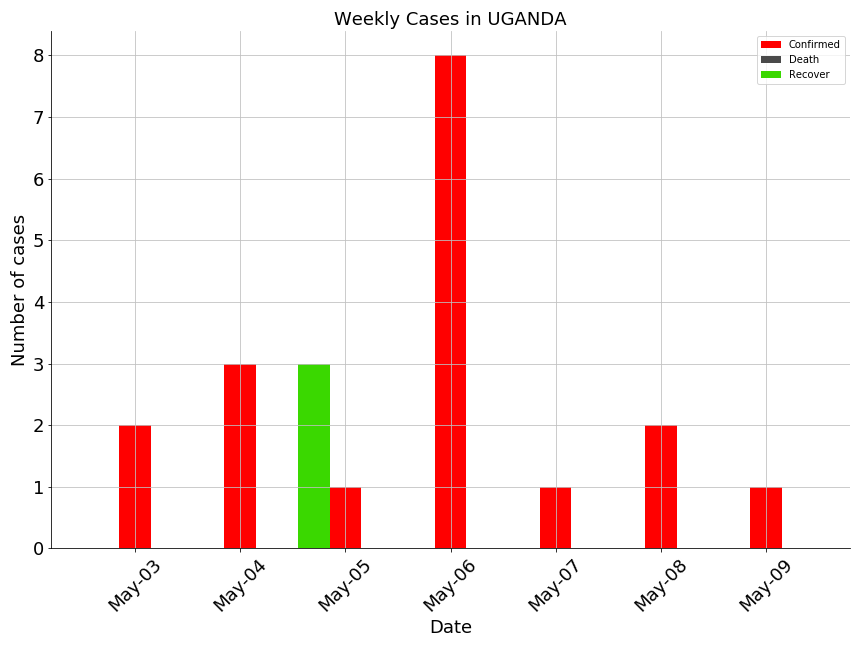 Weekly Cases in UGANDA
Confirmed
Death
Recover
8
7
6
5
4
3
2
1
0
Number of cases
May-03
May-04
May-05
May-06
May-07
May-08
May-09
Date